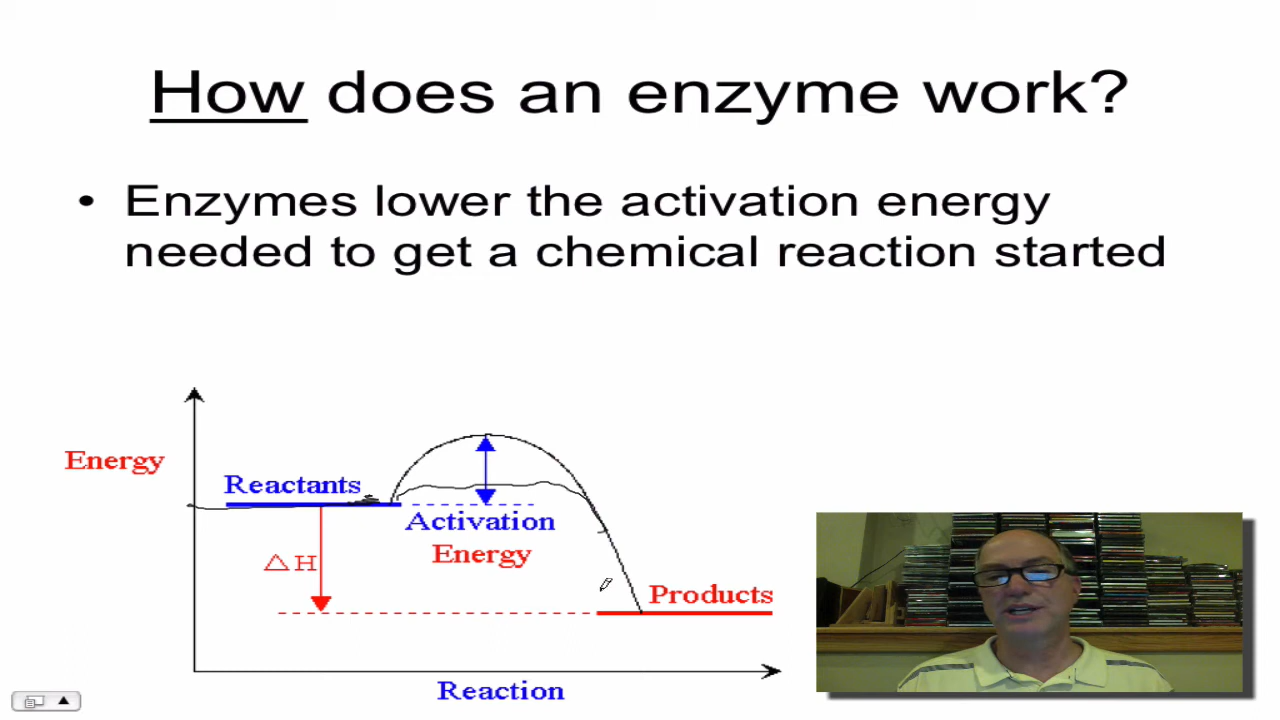 How does an enzyme work?
• Enzymes lower the activation energy
needed to get a chemical reaction started
Energy
Reactants
Activation
Energy
△H
Products
Reaction